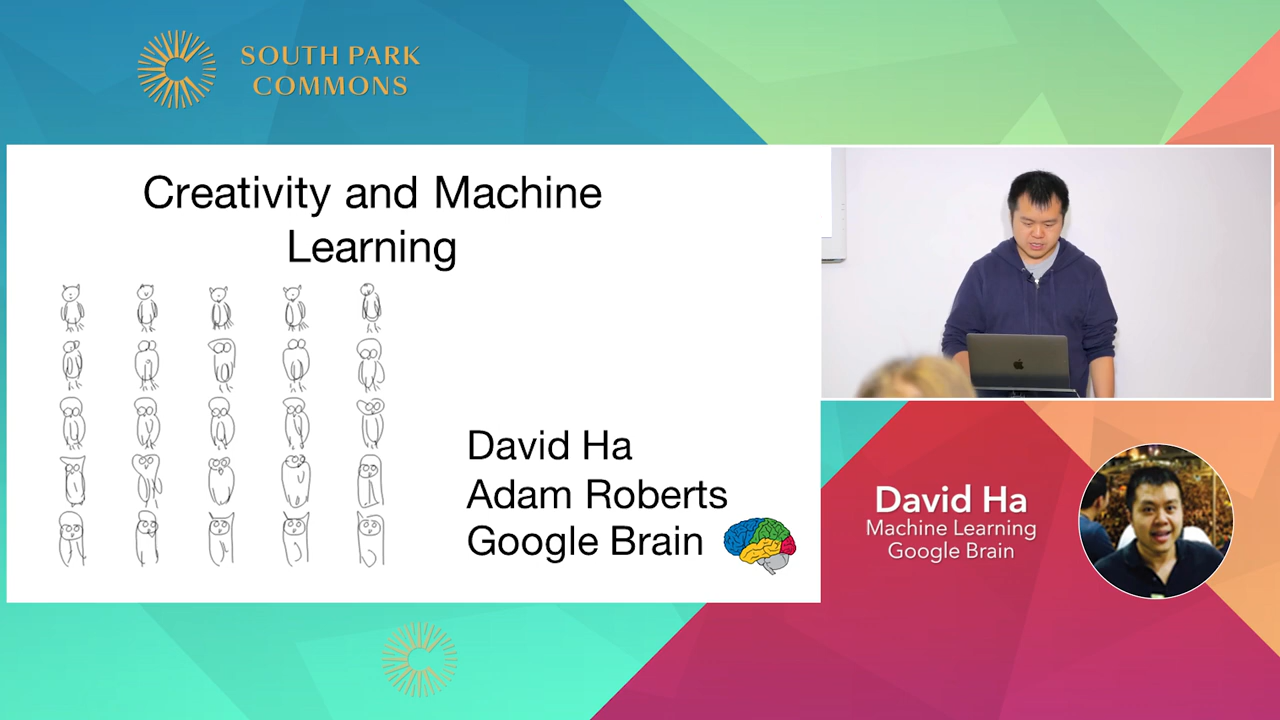 SOUTH PARK
COMMONS
Creativity and Machine
Learning
David Ha
Adam Roberts
Google Brain
David Ha
Machine Learning
Google Brain